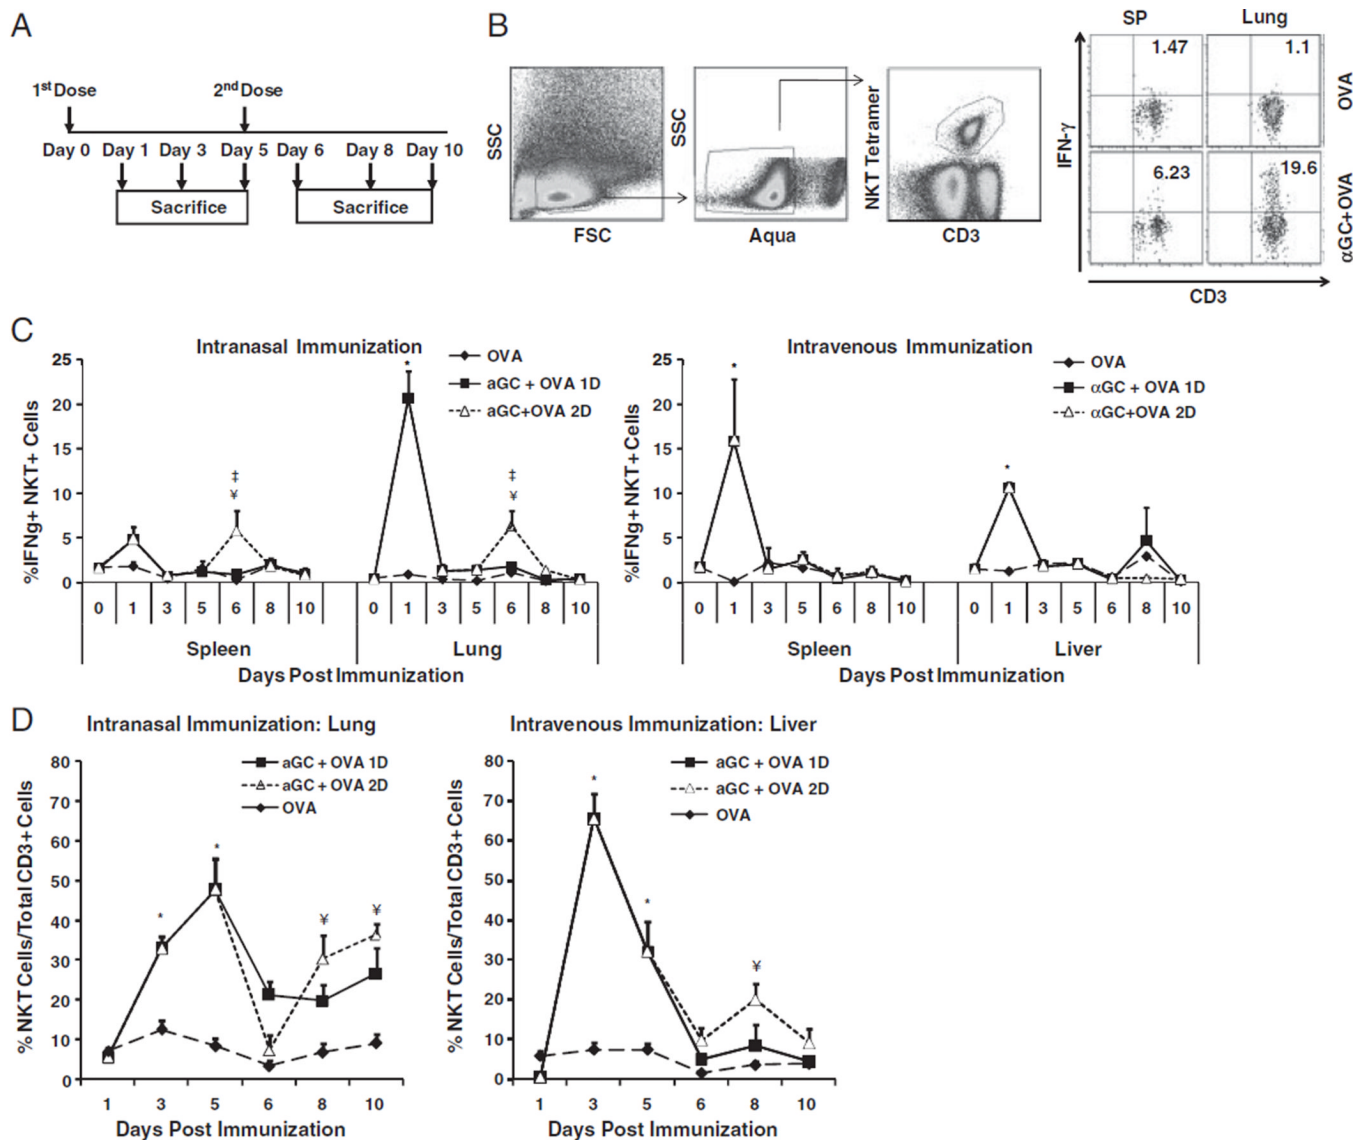 A
1st Dose
2nd Dose
Day 0 Day 1 Day 3 Day 5 Day 6 Day 8 Day 10
Sacrifice Sacrifice
B
SSC
FSC
SSC
Aqua
NKT Tetramer
CD3
SP Lung
IFN-γ
1.47 1.1
OVA
6.23 19.6
αGC+OVA
CD3
C
Intranasal Immunization
OVA
aGC + OVA 1D
aGC+OVA 2D
%IFNg+ NKT+ Cells
25
20
15
10
5
0
*
‡
¥
‡
¥
0 1 3 5 6 8 10 0 1 3 5 6 8 10
Spleen Lung
Days Post Immunization
Intravenous Immunization
OVA
αGC + OVA 1D
αGC+OVA 2D
%IFNg+ NKT+ Cells
25
20
15
10
5
0
*
*
0 1 3 5 6 8 10 0 1 3 5 6 8 10
Spleen Liver
Days Post Immunization
D
Intranasal Immunization: Lung
aGC + OVA 1D
aGC + OVA 2D
OVA
% NKT Cells/Total CD3+ Cells
80
70
60
50
40
30
20
10
0
*
*
¥
¥
1 3 5 6 8 10
Days Post Immunization
Intravenous Immunization: Liver
aGC + OVA 1D
aGC + OVA 2D
OVA
% NKT Cells/Total CD3+ Cells
80
70
60
50
40
30
20
10
0
*
*
¥
1 3 5 6 8 10
Days Post Immunization